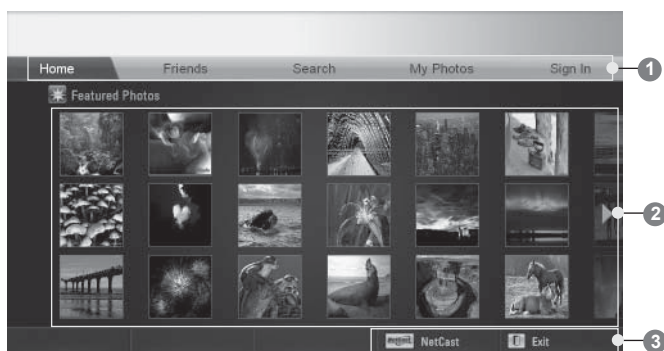 Home Friends Search My Photos Sign In
1
Featured Photos
2
NetCast Exit
3